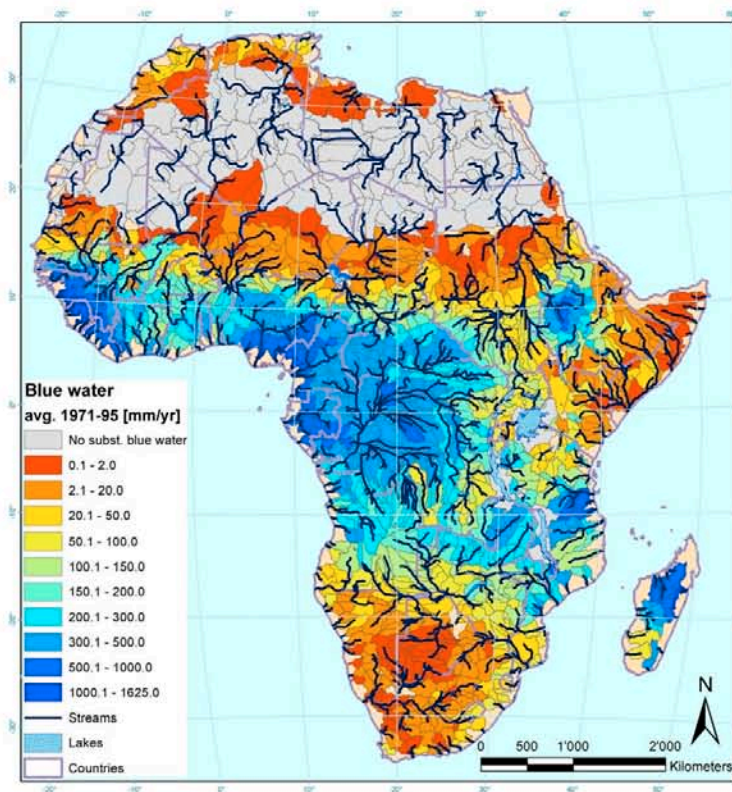 Blue water
avg. 1971-95 [mm/yr]
No subst. blue water
0.1 - 2.0
2.1 - 20.0
20.1 - 50.0
50.1 - 100.0
100.1 - 150.0
150.1 - 200.0
200.1 - 300.0
300.1 - 500.0
500.1 - 1000.0
1000.1 - 1625.0
Streams
Lakes
Countries
N
0 500 1'000 2'000
Kilometers